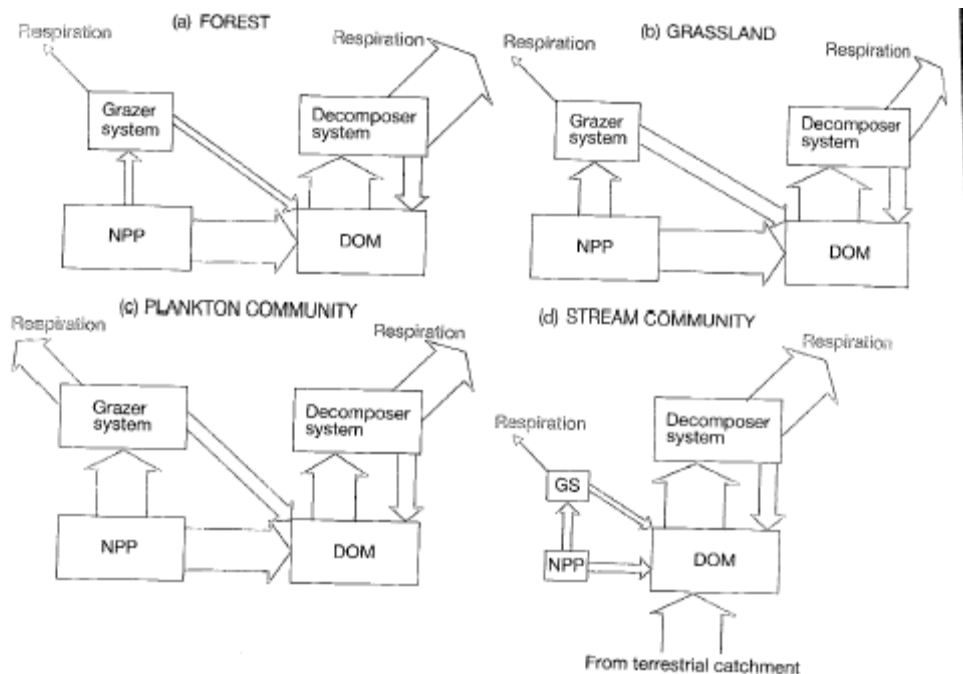 (a) FOREST
Respiration
Respiration
Grazer
system
Decomposer
system
NPP
DOM
(b) GRASSLAND
Respiration
Respiration
Grazer
system
Decomposer
system
NPP
DOM
(c) PLANKTON COMMUNITY
Respiration
Respiration
Grazer
system
Decomposer
system
NPP
DOM
(d) STREAM COMMUNITY
Respiration
Respiration
Decomposer
system
GS
NPP
DOM
From terrestrial catchment